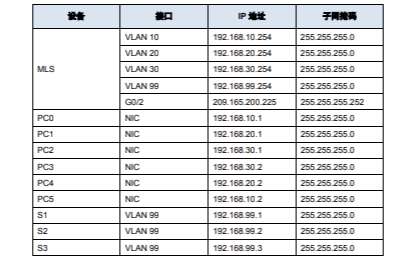 设备 接口 IP 地址 子网掩码
MLS VLAN 10 192.168.10.254 255.255.255.0
VLAN 20 192.168.20.254 255.255.255.0
VLAN 30 192.168.30.254 255.255.255.0
VLAN 99 192.168.99.254 255.255.255.0
G0/2 209.165.200.225 255.255.255.252
PC0 NIC 192.168.10.1 255.255.255.0
PC1 NIC 192.168.20.1 255.255.255.0
PC2 NIC 192.168.30.1 255.255.255.0
PC3 NIC 192.168.30.2 255.255.255.0
PC4 NIC 192.168.20.2 255.255.255.0
PC5 NIC 192.168.10.2 255.255.255.0
S1 VLAN 99 192.168.99.1 255.255.255.0
S2 VLAN 99 192.168.99.2 255.255.255.0
S3 VLAN 99 192.168.99.3 255.255.255.0